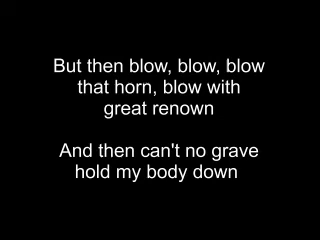 But then blow, blow, blow
that horn, blow with
great renown
And then can't no grave
hold my body down